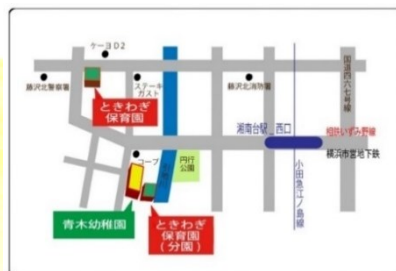 ケーヨーD2
国道四六七号線
藤沢北警察署
ステーキ
ガスト
藤沢北消防署
ときわぎ
保育園
湘南台駅
西口
相鉄いずみ野線
横浜市営地下鉄
コープ
円行
公園
小田急江ノ島線
青木幼稚園
ときわぎ
保育園
(分園)